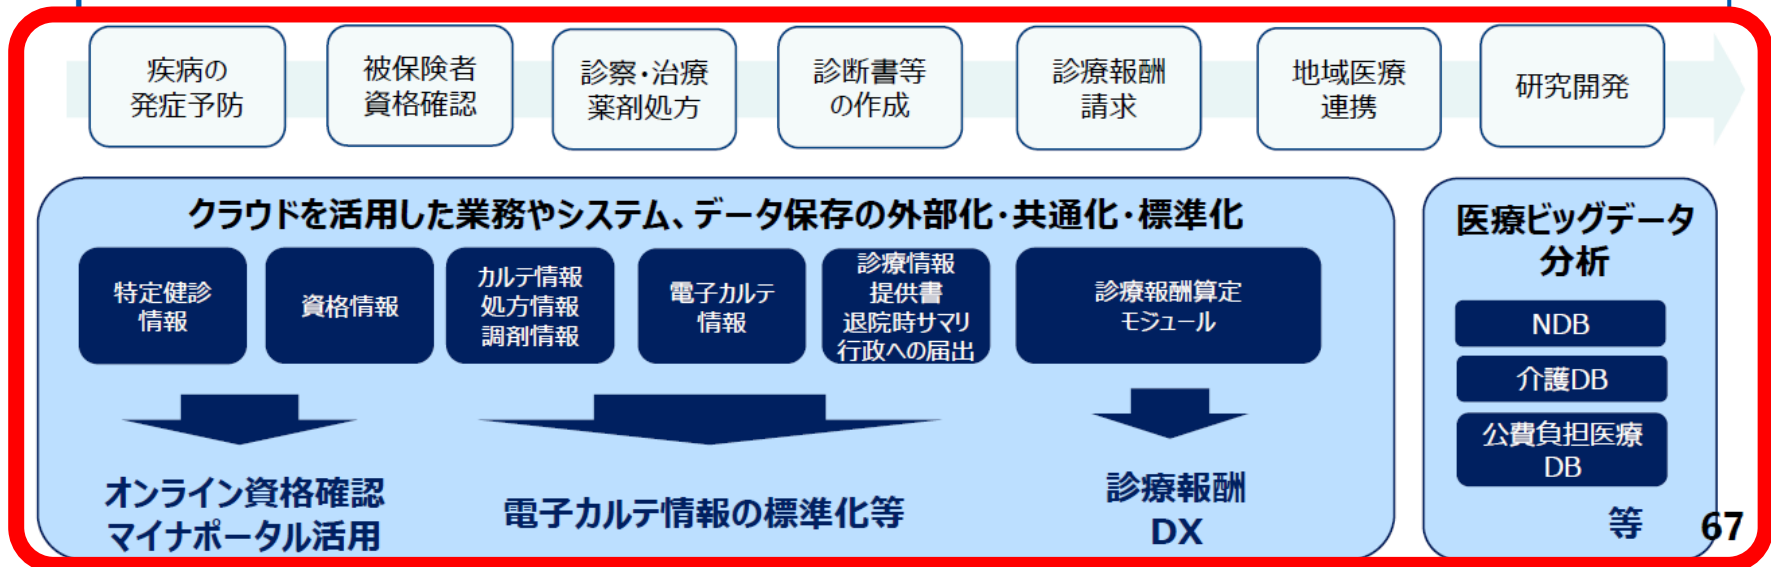 疾病の
発症予防
被保険者
資格確認
診察・治療
薬剤処方
診断書等
の作成
診療報酬
請求
地域医療
連携
研究開発
クラウドを活用した業務やシステム、データ保存の外部化・共通化・標準化
特定健診
情報
資格情報
カルテ情報
処方情報
調剤情報
電子カルテ
情報
診療情報
提供書
退院時サマリ
行政への届出
診療報酬算定
モジュール
オンライン資格確認
マイナポータル活用
電子カルテ情報の標準化等
診療報酬
DX
医療ビッグデータ
分析
NDB
介護DB
公費負担医療
DB
等
67